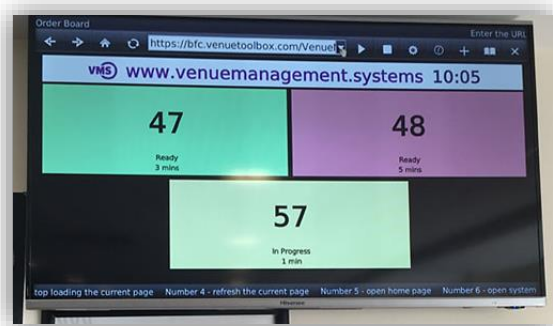 Order Board
Enter the URL
https://bfc.venuetoolbox.com/Venue
VMS www.venuemanagement.systems 10:05
47
Ready
3 mins
48
Ready
5 mins
57
In Progress
1 min
top loading the current page Number 4 - refresh the current page Number 5 - open home page Number 6 - open system
Hisense